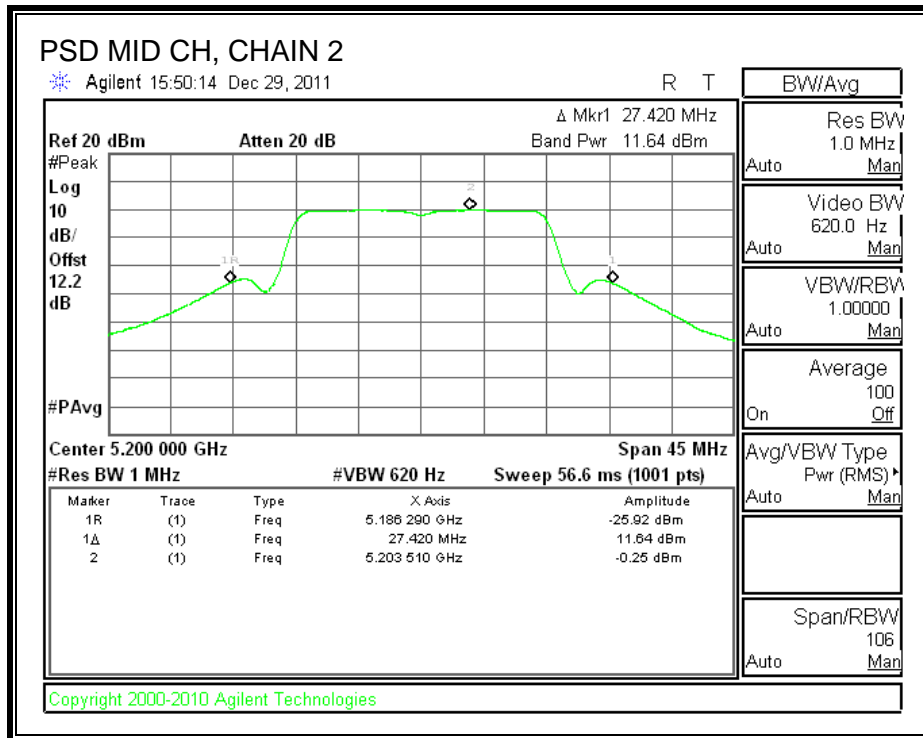 PSD MID CH, CHAIN 2
Agilent 15:50:14 Dec 29, 2011 R T
Δ Mkr1 27.420 MHz
Ref 20 dBm Atten 20 dB Band Pwr 11.64 dBm
#Peak
Log
10
dB/
Offst
12.2
dB
#PAvg
1R
2
1
Center 5.200 000 GHz Span 45 MHz
#Res BW 1 MHz #VBW 620 Hz Sweep 56.6 ms (1001 pts)
Marker Trace Type X Axis Amplitude
1R (1) Freq 5.186 290 GHz -25.92 dBm
1Δ (1) Freq 27.420 MHz 11.64 dBm
2 (1) Freq 5.203 510 GHz -0.25 dBm
BW/Avg
Res BW
1.0 MHz
Auto Man
Video BW
620.0 Hz
Auto Man
VBW/RBW
1.00000
Auto Man
Average
100
On Off
Avg/VBW Type
Pwr (RMS)
Auto Man
Span/RBW
106
Auto Man
Copyright 2000-2010 Agilent Technologies